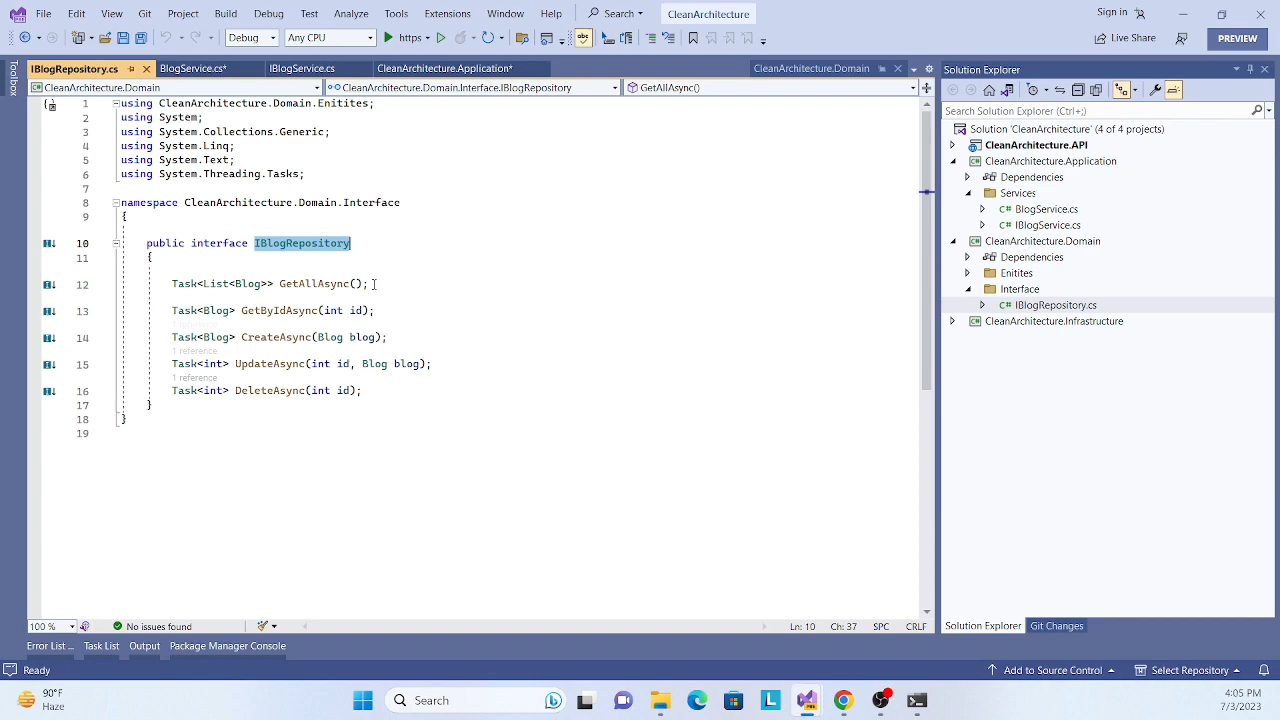 File Edit View Git Project Build Debug Test Analyze Tools Extensions Window Help Search CleanArchitecture Sign in
Debug Any CPU https Live Share PREVIEW
IBlogRepository.cs BlogService.cs* IBlogService.cs CleanArchitecture.Application* CleanArchitecture.Domain Solution Explorer
Toolbox
CleanArchitecture.Domain CleanArchitecture.Domain.Interface.IBlogRepository GetAllAsync()
Search Solution Explorer (Ctrl+;)
1 using CleanArchitecture.Domain.Enitites;
2 using System;
3 using System.Collections.Generic;
4 using System.Linq;
5 using System.Text;
6 using System.Threading.Tasks;
7
8 namespace CleanArchitecture.Domain.Interface
9 {
10 public interface IBlogRepository
11 {
12 Task<List<Blog>> GetAllAsync();
13 Task<Blog> GetByIdAsync(int id);
1 reference
14 Task<Blog> CreateAsync(Blog blog);
1 reference
15 Task<int> UpdateAsync(int id, Blog blog);
1 reference
16 Task<int> DeleteAsync(int id);
17 }
18 }
19
Solution 'CleanArchitecture' (4 of 4 projects)
CleanArchitecture.API
CleanArchitecture.Application
Dependencies
Services
C# BlogService.cs
C# IBlogService.cs
CleanArchitecture.Domain
Dependencies
Enitites
Interface
C# IBlogRepository.cs
CleanArchitecture.Infrastructure
100 % No issues found Ln: 10 Ch: 37 SPC CRLF
Solution Explorer Git Changes
Error List ... Task List Output Package Manager Console
Ready Add to Source Control Select Repository
90°F
Haze
Search
4:05 PM
7/3/2023